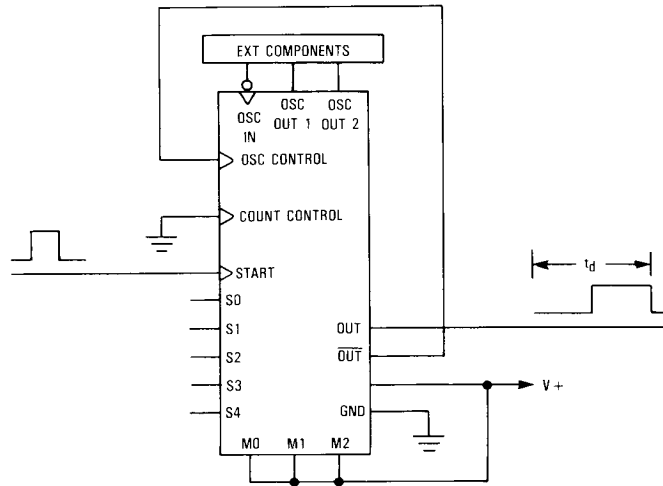 EXT COMPONENTS
OSC IN
OSC OUT 1
OSC OUT 2
OSC CONTROL
COUNT CONTROL
START
S0
S1
S2
S3
S4
OUT
OUT
V+
GND
M0 M1 M2
td